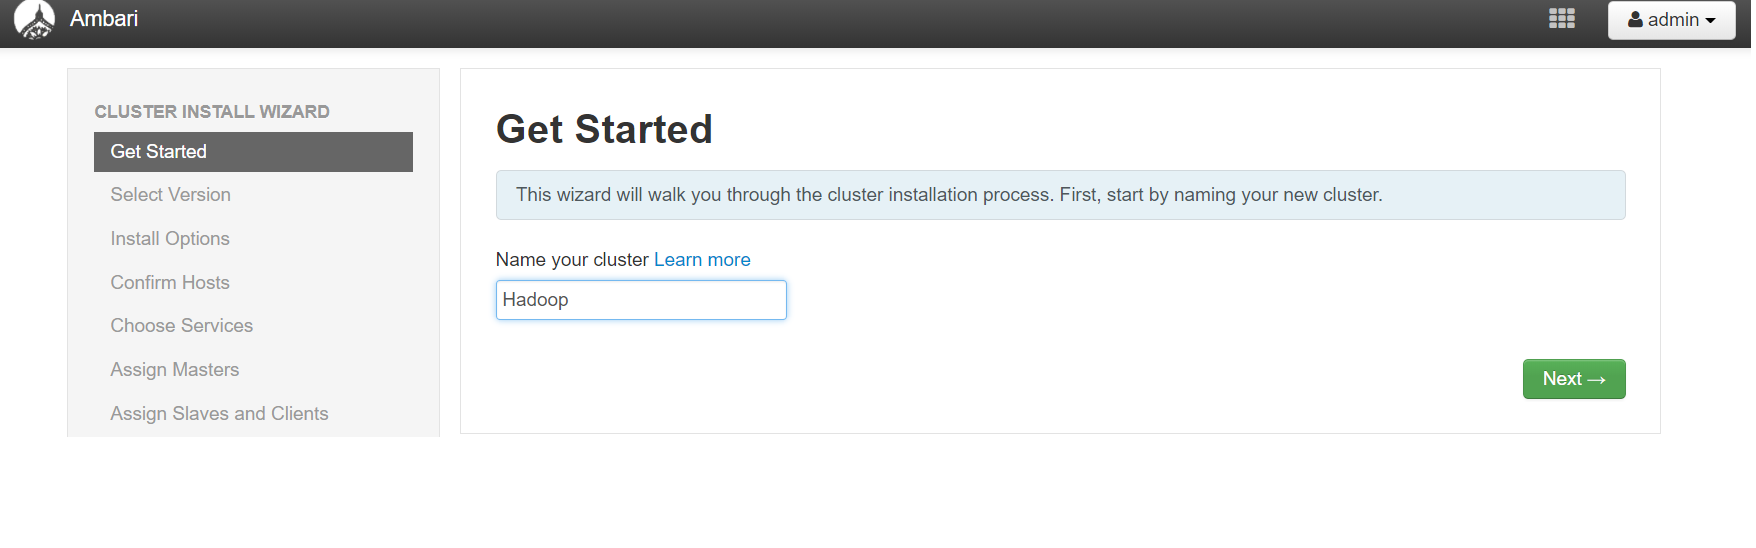 Ambari
admin
CLUSTER INSTALL WIZARD
Get Started
Select Version
Install Options
Confirm Hosts
Choose Services
Assign Masters
Assign Slaves and Clients
Get Started
This wizard will walk you through the cluster installation process. First, start by naming your new cluster.
Name your cluster Learn more
Hadoop
Next →